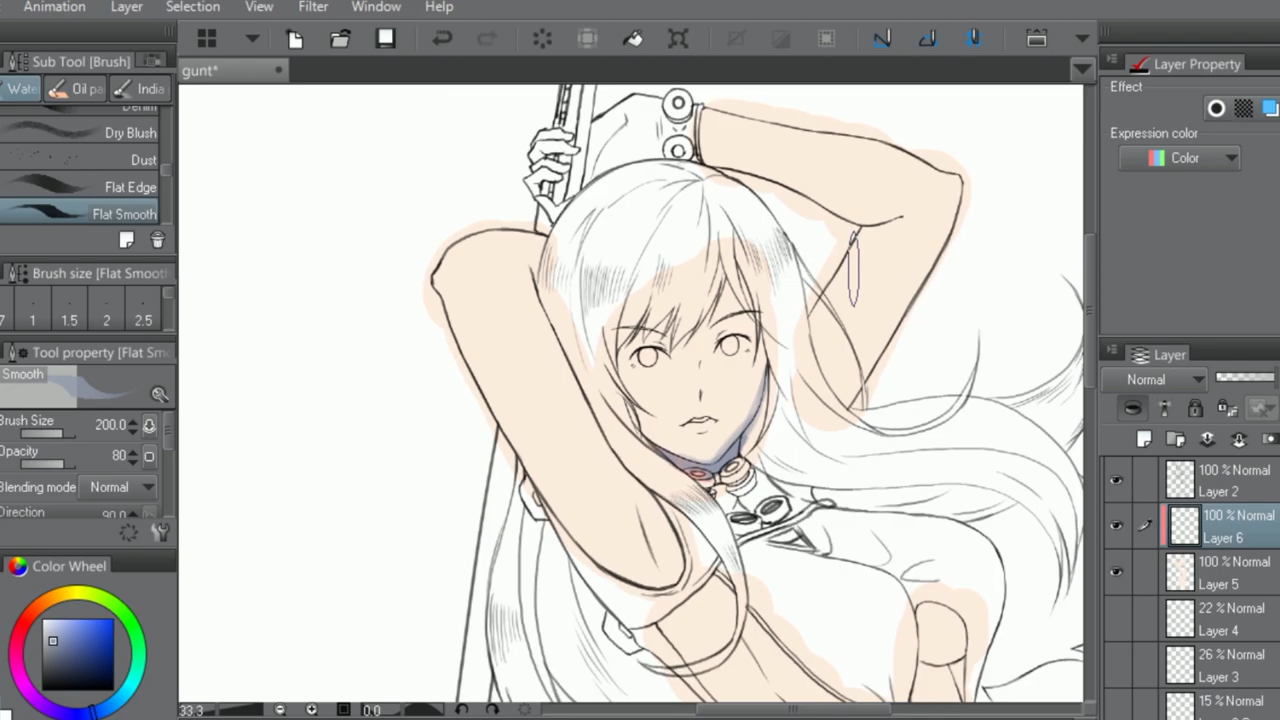 Animation Layer Selection View Filter Window Help
Sub Tool [Brush]
Wate Oil pa India
gunt*
Layer Property
Effect
Expression color
Color
Denim
Dry Blush
Dust
Flat Edge
Flat Smooth
Brush size [Flat Smooth
7 1 1.5 2 2.5
Tool property [Flat Sm
Smooth
Brush Size 200.0
Opacity 80
Blending mode Normal
Direction 90.0
Color Wheel
Layer
Normal
100 % Normal
Layer 2
100 % Normal
Layer 6
100 % Normal
Layer 5
22 % Normal
Layer 4
26 % Normal
Layer 3
15 % Normal
33.3 0.0